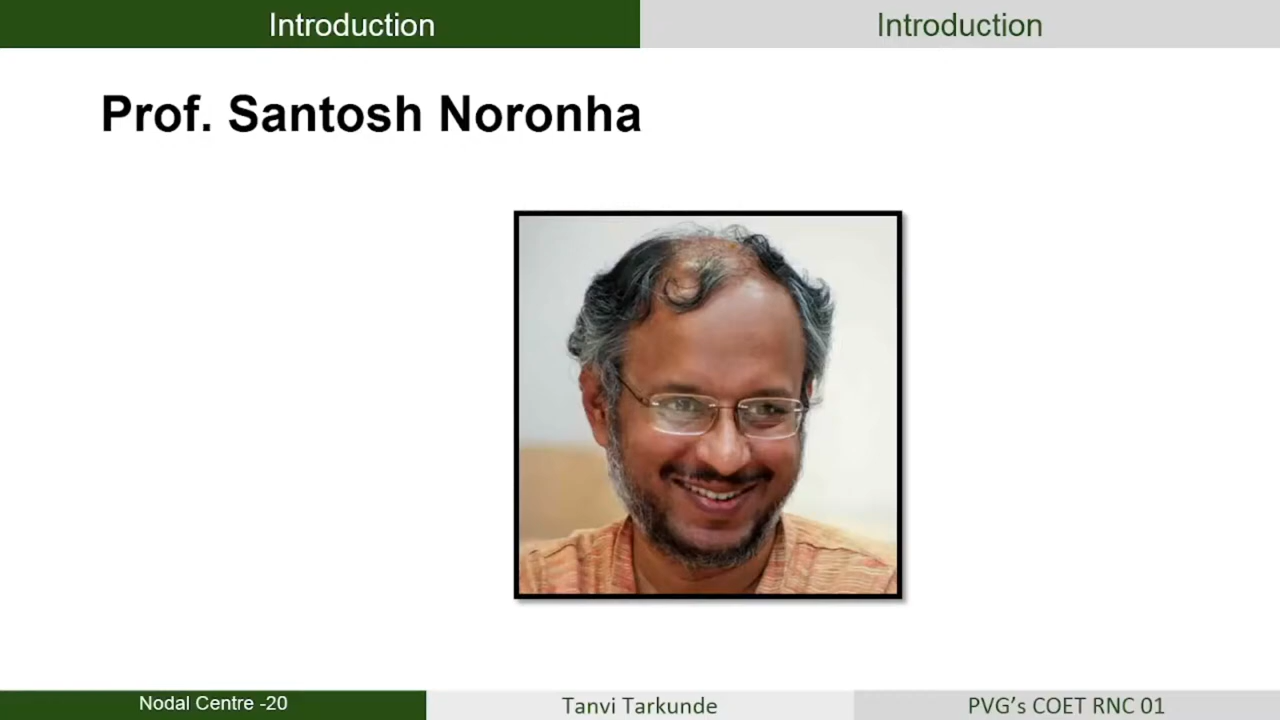 Introduction
Introduction
Prof. Santosh Noronha
Nodal Centre -20
Tanvi Tarkunde
PVG's COET RNC 01